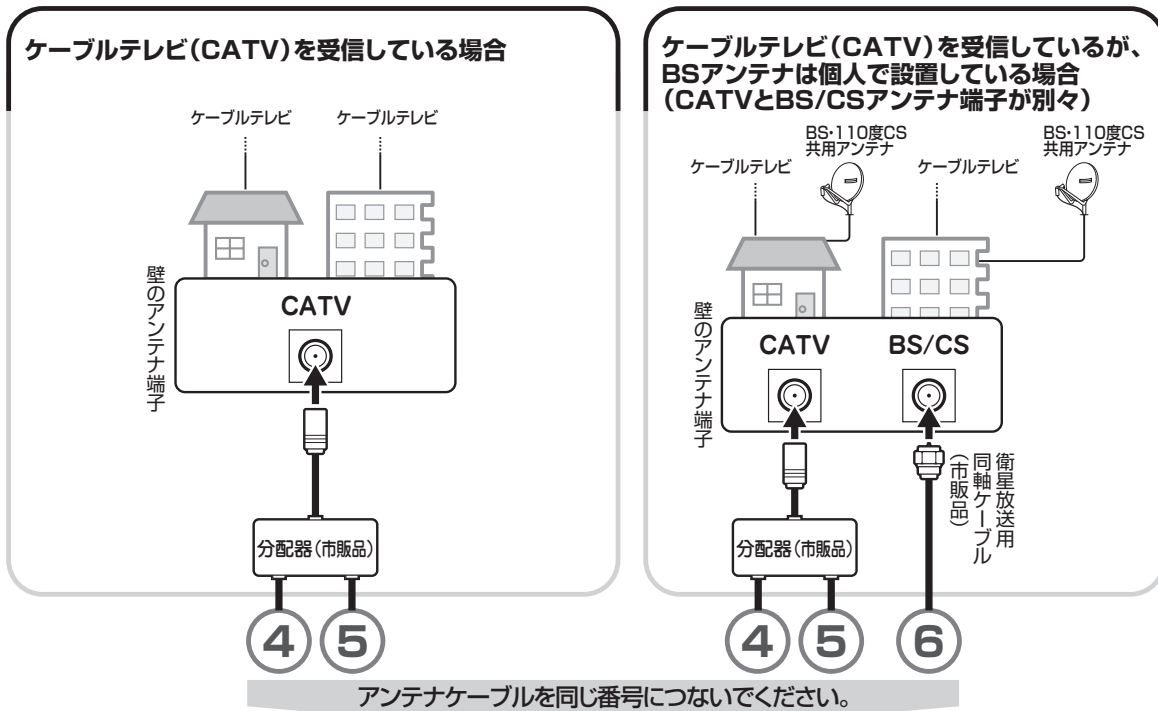 ケーブルテレビ(CATV)を受信している場合
ケーブルテレビ
ケーブルテレビ
壁のアンテナ端子
CATV
分配器(市販品)
④
⑤
ケーブルテレビ(CATV)を受信しているが、
BSアンテナは個人で設置している場合
(CATVとBS/CSアンテナ端子が別々)
ケーブルテレビ
BS・110度CS
共用アンテナ
ケーブルテレビ
BS・110度CS
共用アンテナ
壁のアンテナ端子
CATV
BS/CS
衛星放送用
同軸ケーブル
(市販品)
分配器(市販品)
④
⑤
⑥
アンテナケーブルを同じ番号につないでください。